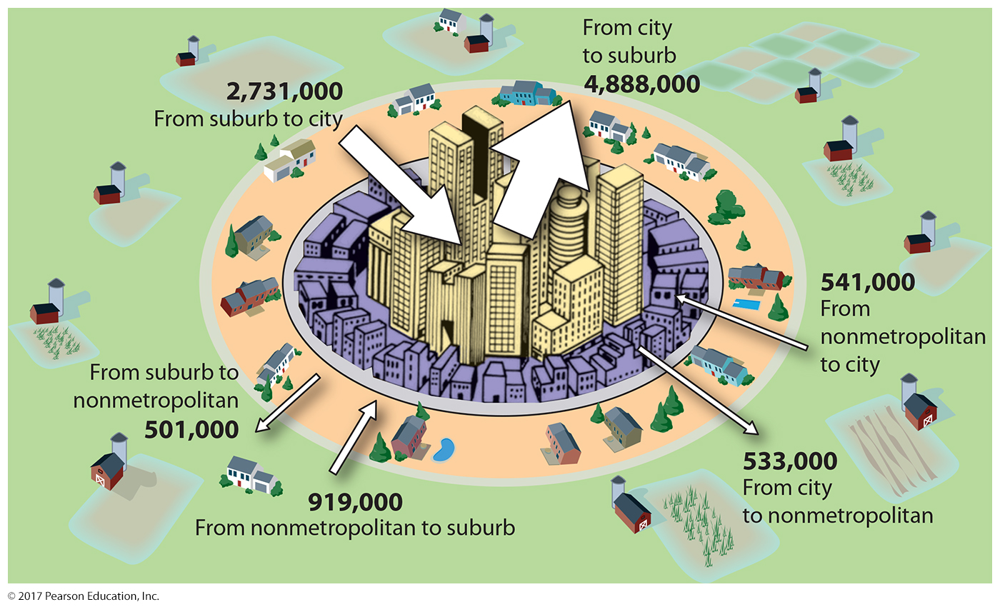 From city
to suburb
4,888,000
2,731,000
From suburb to city
541,000
From
nonmetropolitan
to city
From suburb to
nonmetropolitan
501,000
533,000
From city
to nonmetropolitan
919,000
From nonmetropolitan to suburb
© 2017 Pearson Education, Inc.